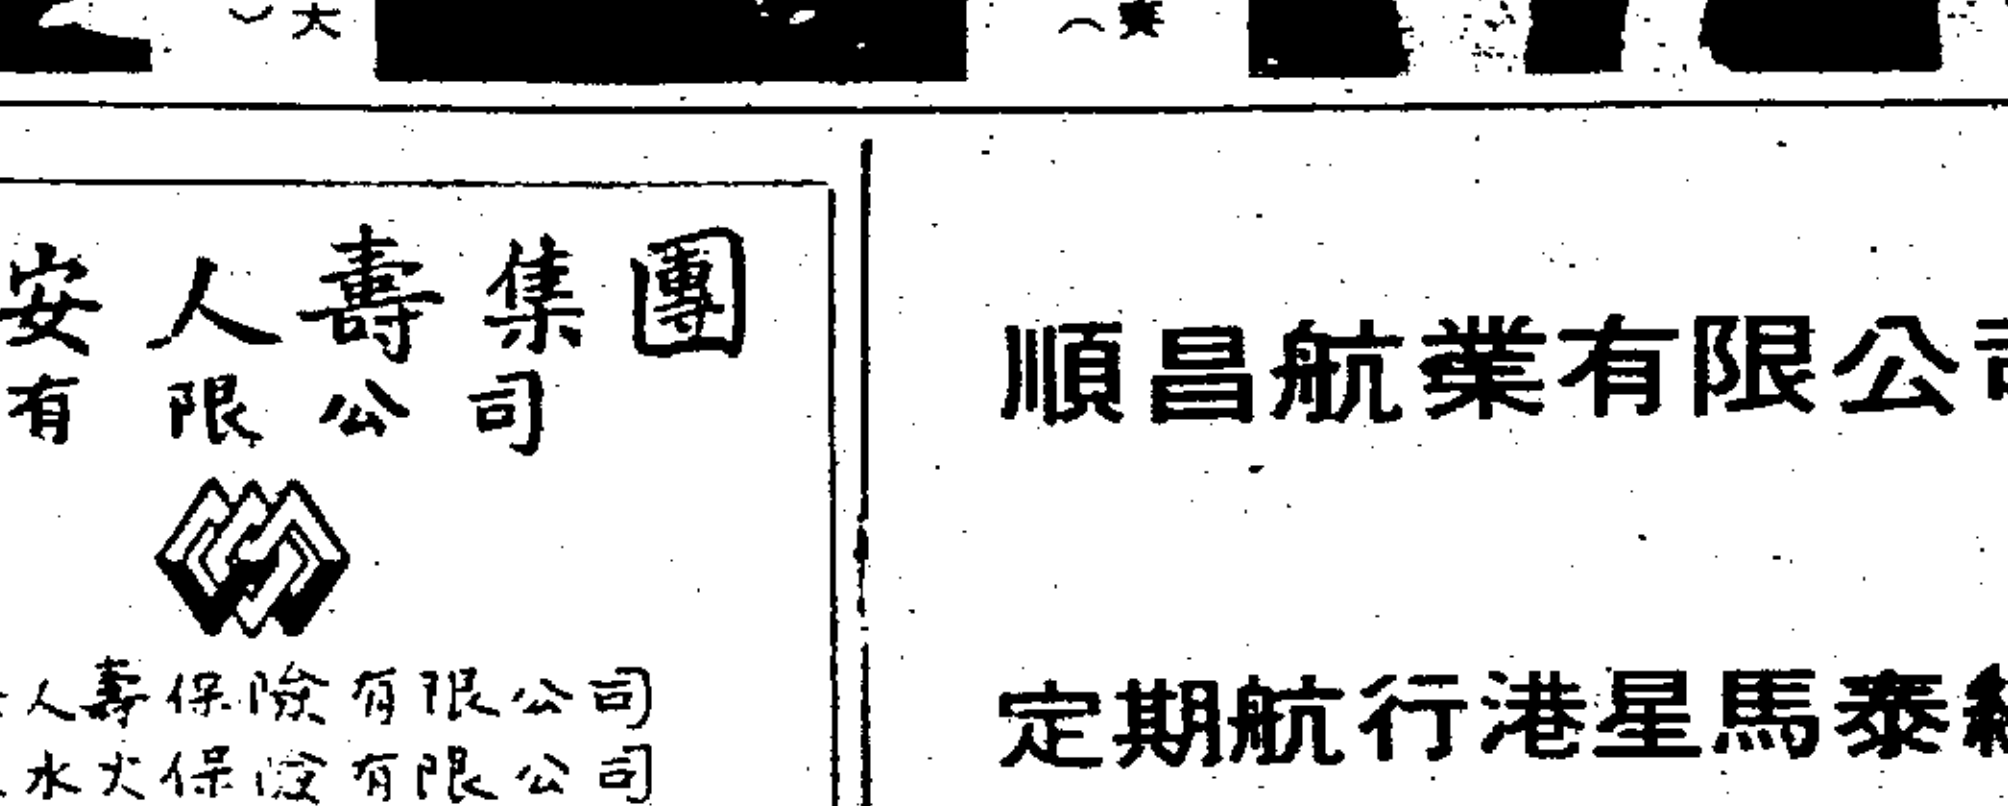 大
安人壽集團
有限公司
人壽保險有限公司
水火保險有限公司
順昌航業有限公司
定期航行港星馬泰